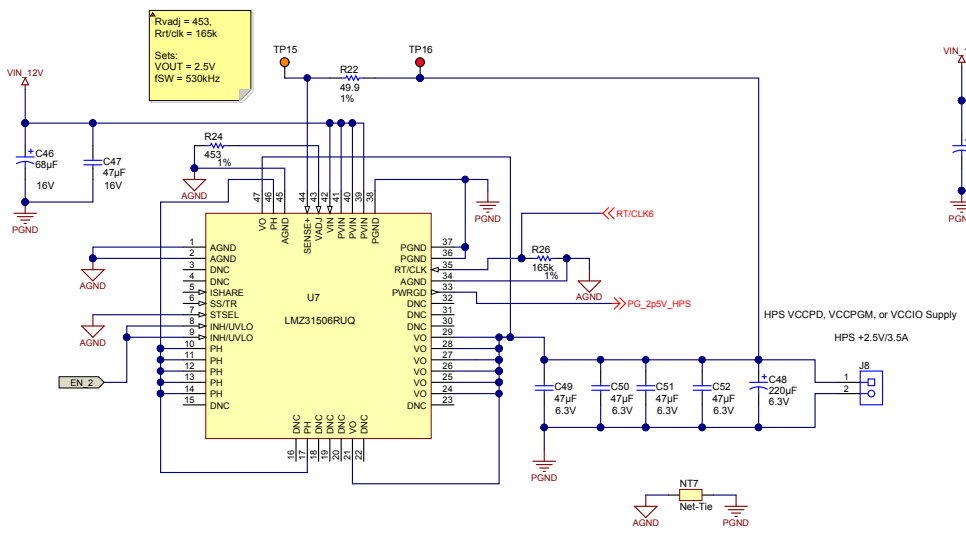 Rvadj = 453,
Rrt/clk = 165k
Sets:
VOUT = 2.5V
fSW = 530kHz
VIN_12V
TP15
TP16
R22
49.9
1%
VIN_1
C46
68µF
16V
C47
47µF
16V
PGND
R24
453
1%
AGND
47
46
45
44
43
42
41
40
39
38
VO
PH
AGND
SENSE+
VADJ
VIN
PVIN
PVIN
PVIN
PGND
PGND
PGN
RT/CLK6
R26
165k
1%
AGND
PG_2p5V_HPS
1 AGND
2 AGND
3 DNC
4 DNC
5 ISHARE
6 SS/TR
7 STSEL
8 INH/UVLO
9 INH/UVLO
10 PH
11 PH
12 PH
13 PH
14 PH
15 DNC
AGND
AGND
EN_2
U7
LMZ31506RUQ
PGND 37
PGND 36
RT/CLK 35
AGND 34
PWRGD 33
DNC 32
DNC 31
DNC 30
VO 29
VO 28
VO 27
VO 26
VO 25
VO 24
DNC 23
DNC
PH
DNC
DNC
DNC
VO
DNC
16
17
18
19
20
21
22
HPS VCCPD, VCCPGM, or VCCIO Supply
HPS +2.5V/3.5A
C49
47µF
6.3V
C50
47µF
6.3V
C51
47µF
6.3V
C52
47µF
6.3V
C48
220µF
6.3V
J8
1
2
PGND
NT7
Net-Tie
AGND
PGND